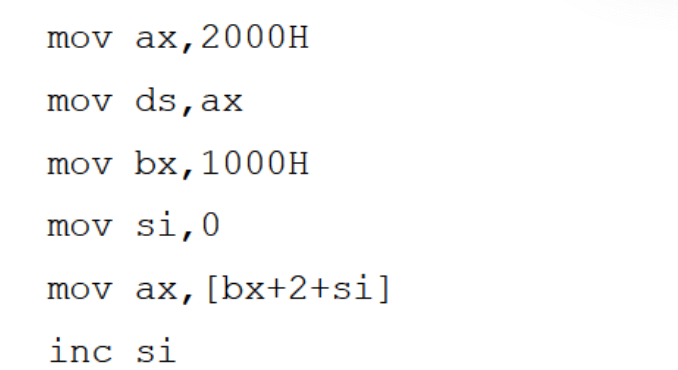 mov ax,2000H
mov ds,ax
mov bx,1000H
mov si,0
mov ax,[bx+2+si]
inc si